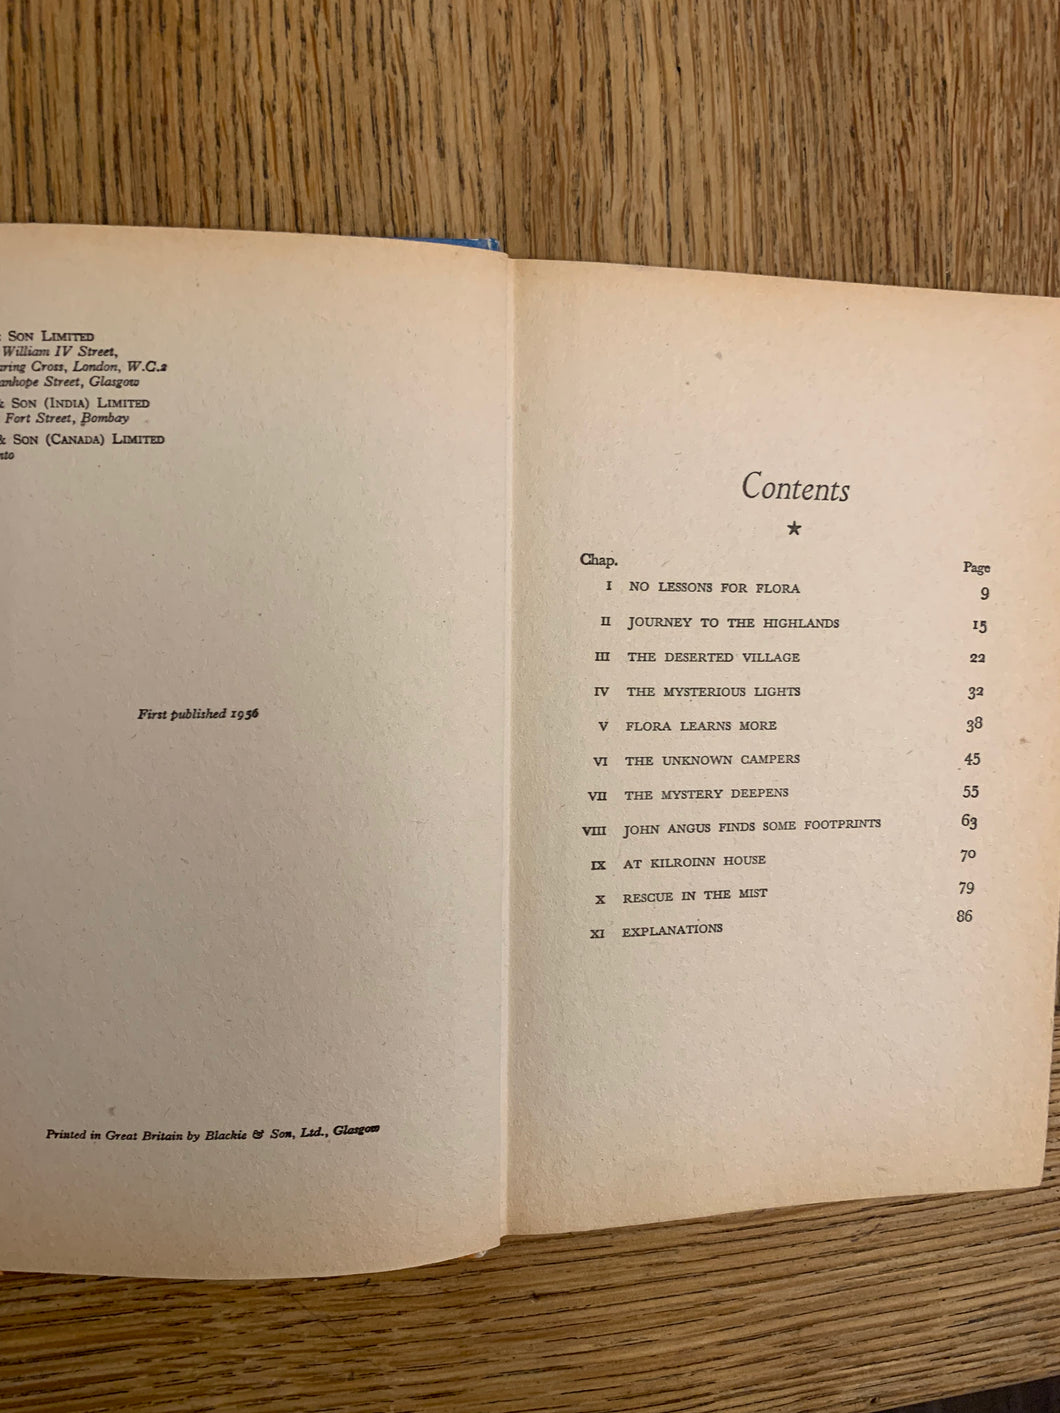 SON LIMITED
William IV Street,
Cross, London, W.C.2
Street, Glasgow
& SON (INDIA) LIMITED
Fort Street, Bombay
& SON (CANADA) LIMITED
First published 1956
Printed in Great Britain by Blackie & Son, Ltd., Glasgow
Contents
★
Chap. Page
I NO LESSONS FOR FLORA 9
II JOURNEY TO THE HIGHLANDS 15
III THE DESERTED VILLAGE 22
IV THE MYSTERIOUS LIGHTS 32
V FLORA LEARNS MORE 38
VI THE UNKNOWN CAMPERS 45
VII THE MYSTERY DEEPENS 55
VIII JOHN ANGUS FINDS SOME FOOTPRINTS 63
IX AT KILROINN HOUSE 70
X RESCUE IN THE MIST 79
XI EXPLANATIONS 86